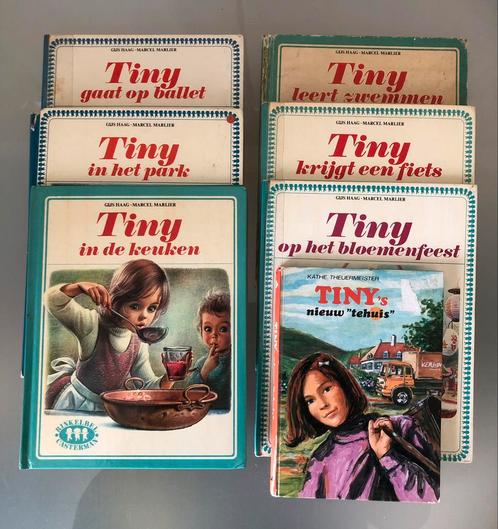 GIJS HAAG - MARCEL MARLIER
Tiny
gaat op ballet
GIJS HAAG - MARCEL MARLIER
Tiny
in het park
GIJS HAAG - MARCEL MARLIER
Tiny
in de keuken
RINKELBEL
CASTERMAN
GIJS HAAG - MARCEL MARLIER
Tiny
leert zwemmen
GIJS HAAG - MARCEL MARLIER
Tiny
krijgt een fiets
GIJS HAAG - MARCEL MARLIER
Tiny
op het bloemenfeest
KÄTHE THEUERMEISTER
TINY's
nieuw "tehuis"